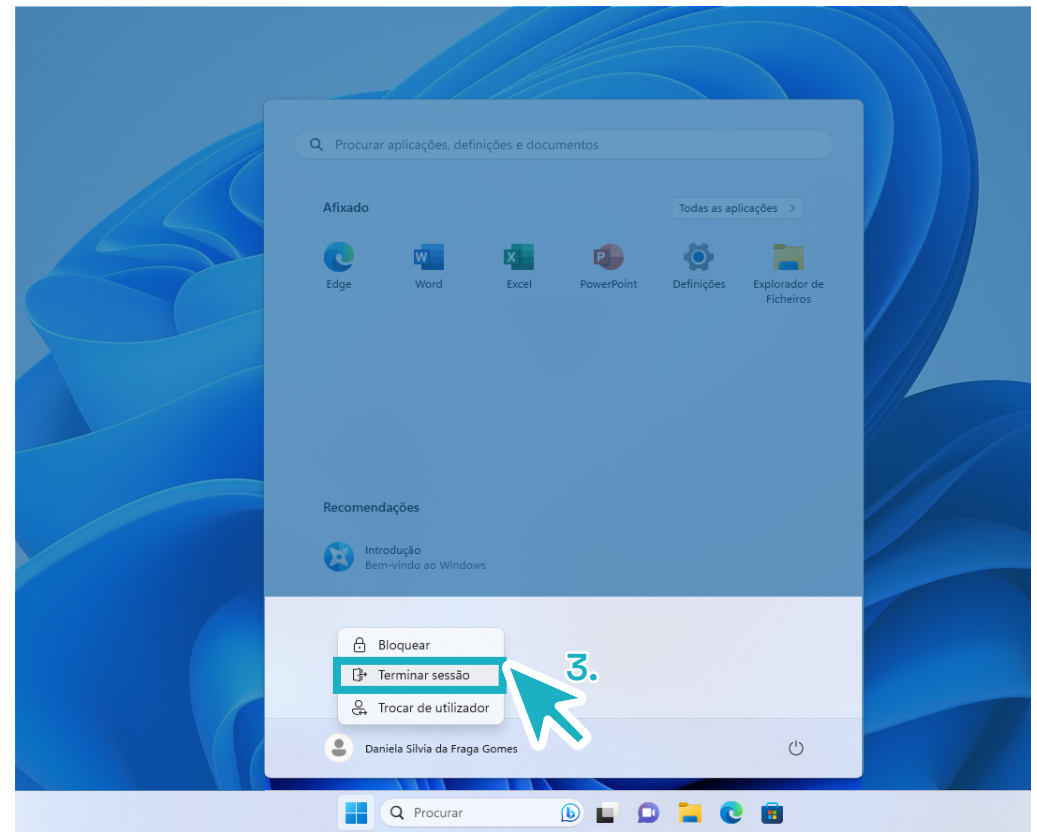 Procurar aplicações, definições e documentos
Afixado
Todas as aplicações >
Edge
Word
Excel
PowerPoint
Definições
Explorador de
Ficheiros
Recomendações
Introdução
Bem-vindo ao Windows
Bloquear
Terminar sessão
3.
Trocar de utilizador
Daniela Silvia da Fraga Gomes
Procurar